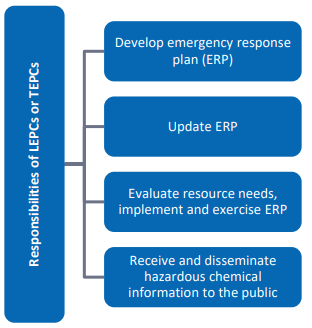 Responsibilities of LEPCs or TEPCs
Develop emergency response
plan (ERP)
Update ERP
Evaluate resource needs,
implement and exercise ERP
Receive and disseminate
hazardous chemical
information to the public